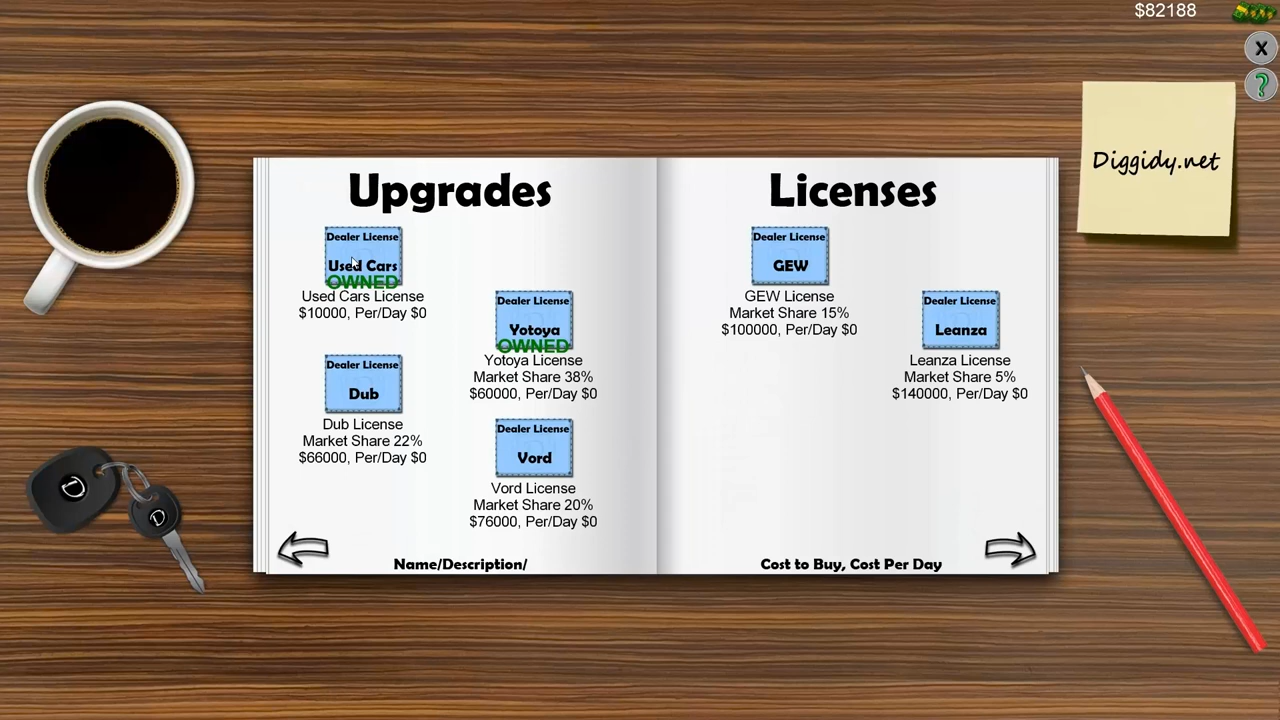 $82188
X
?
Diggidy.net
Upgrades
Dealer License
Used Cars
OWNED
Used Cars License
$10000, Per/Day $0
Dealer License
Yotoya
OWNED
Yotoya License
Market Share 38%
$60000, Per/Day $0
Dealer License
Dub
Dub License
Market Share 22%
$66000, Per/Day $0
Dealer License
Vord
Vord License
Market Share 20%
$76000, Per/Day $0
Name/Description/
Licenses
Dealer License
GEW
GEW License
Market Share 15%
$100000, Per/Day $0
Dealer License
Leanza
Leanza License
Market Share 5%
$140000, Per/Day $0
Cost to Buy, Cost Per Day
D
D